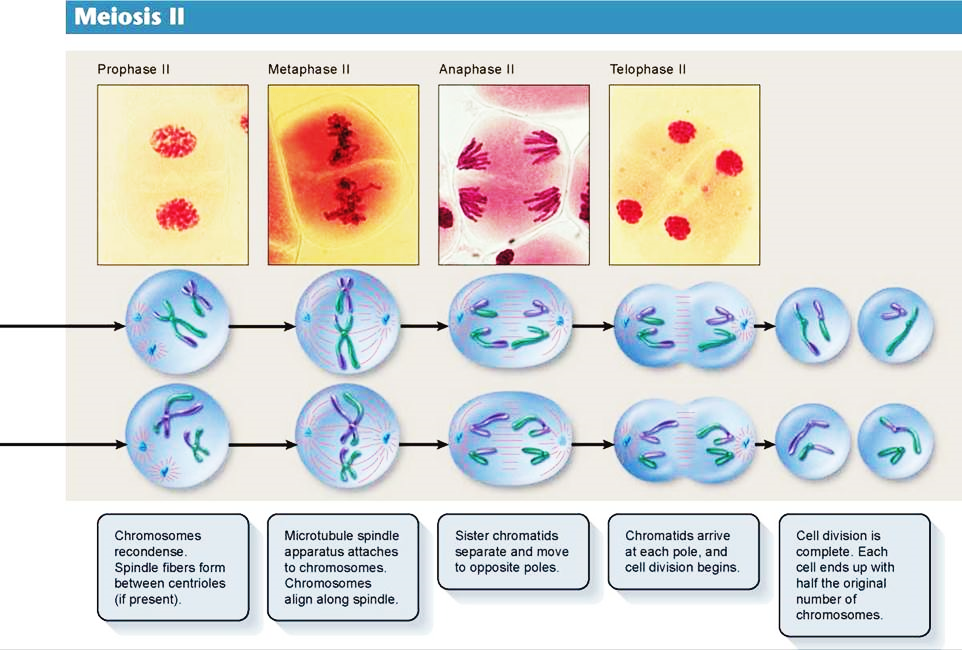 Meiosis II
Prophase II
Metaphase II
Anaphase II
Telophase II
Chromosomes
recondense.
Spindle fibers form
between centrioles
(if present).
Microtubule spindle
apparatus attaches
to chromosomes.
Chromosomes
align along spindle.
Sister chromatids
separate and move
to opposite poles.
Chromatids arrive
at each pole, and
cell division begins.
Cell division is
complete. Each
cell ends up with
half the original
number of
chromosomes.